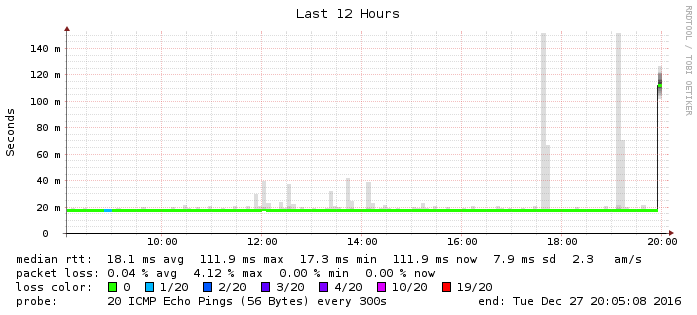 Last 12 Hours
RRDTOOL / TOBI OETIKER
Seconds
140 m
120 m
100 m
80 m
60 m
40 m
20 m
0
10:00 12:00 14:00 16:00 18:00 20:00
median rtt: 18.1 ms avg 111.9 ms max 17.3 ms min 111.9 ms now 7.9 ms sd 2.3 am/s
packet loss: 0.04 % avg 4.12 % max 0.00 % min 0.00 % now
loss color: 0 1/20 2/20 3/20 4/20 10/20 19/20
probe: 20 ICMP Echo Pings (56 Bytes) every 300s end: Tue Dec 27 20:05:08 2016